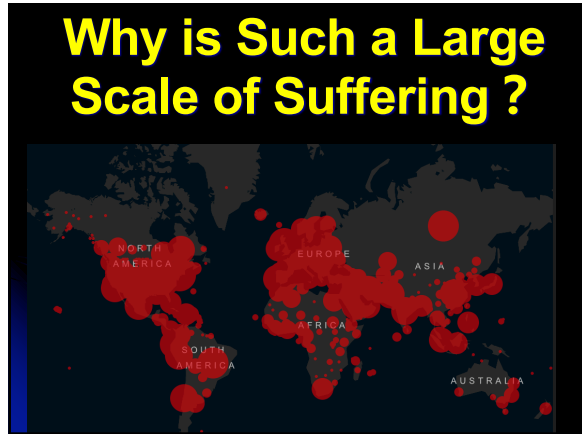 Why is Such a Large
Scale of Suffering ?
NORTH
AMERICA
EUROPE
ASIA
AFRICA
SOUTH
AMERICA
AUSTRALIA